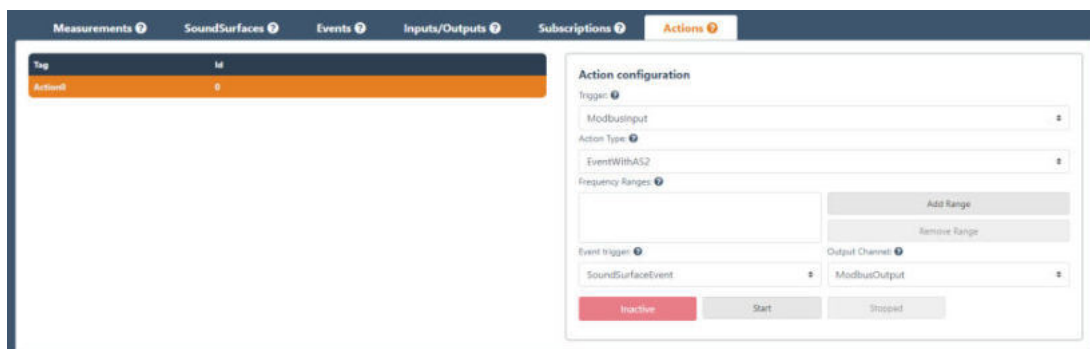 Measurements ? SoundSurfaces ? Events ? Inputs/Outputs ? Subscriptions ? Actions ?
Tag Id
Action0 0
Action configuration
Trigger: ?
ModbusInput
Action Type: ?
EventWithAS2
Frequency Ranges: ?
Add Range
Remove Range
Event trigger: ? Output Channel: ?
SoundSurfaceEvent ModbusOutput
Inactive Start Stopped